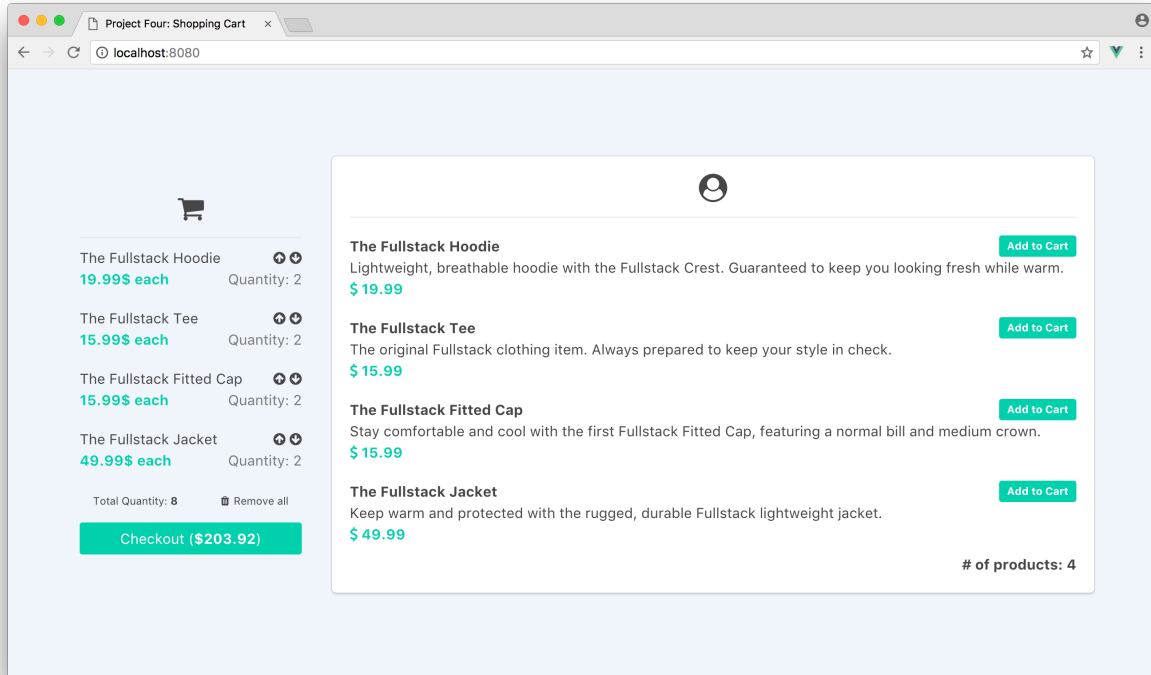 Project Four: Shopping Cart
localhost:8080
The Fullstack Hoodie
19.99$ each Quantity: 2
The Fullstack Tee
15.99$ each Quantity: 2
The Fullstack Fitted Cap
15.99$ each Quantity: 2
The Fullstack Jacket
49.99$ each Quantity: 2
Total Quantity: 8 Remove all
Checkout ($203.92)
The Fullstack Hoodie Add to Cart
Lightweight, breathable hoodie with the Fullstack Crest. Guaranteed to keep you looking fresh while warm.
$ 19.99
The Fullstack Tee Add to Cart
The original Fullstack clothing item. Always prepared to keep your style in check.
$ 15.99
The Fullstack Fitted Cap Add to Cart
Stay comfortable and cool with the first Fullstack Fitted Cap, featuring a normal bill and medium crown.
$ 15.99
The Fullstack Jacket Add to Cart
Keep warm and protected with the rugged, durable Fullstack lightweight jacket.
$ 49.99
# of products: 4